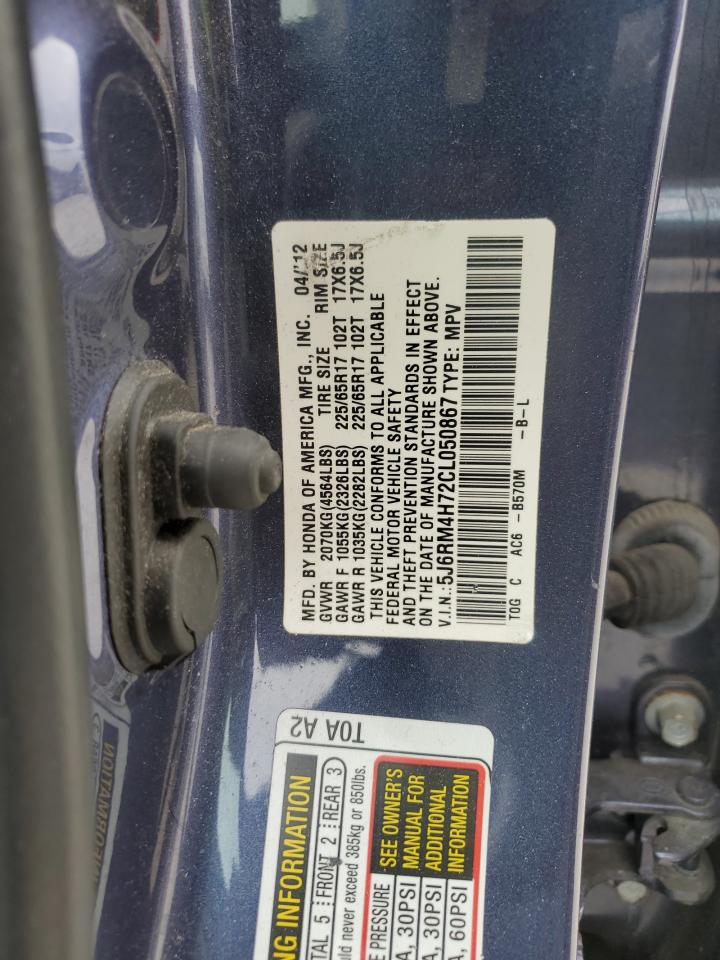 MFD. BY HONDA OF AMERICA MFG., INC. 04/12
GVWR 2070KG(4564LBS) TIRE SIZE RIM SIZE
GAWR F 1055KG(2326LBS) 225/65R17 102T 17X6.5J
GAWR R 1035KG(2282LBS) 225/65R17 102T 17X6.5J
THIS VEHICLE CONFORMS TO ALL APPLICABLE
FEDERAL MOTOR VEHICLE SAFETY
AND THEFT PREVENTION STANDARDS IN EFFECT
ON THE DATE OF MANUFACTURE SHOWN ABOVE.
V.I.N.:5J6RM4H72CL050867 TYPE: MPV
T0G C AC6 -B570M -B-L
T0A A2
NG INFORMATION
TAL 5 FRONT 2 REAR 3
uld never exceed 385kg or 850lbs.
E PRESSURE
A, 30PSI
A, 30PSI
A, 60PSI
SEE OWNER'S
MANUAL FOR
ADDITIONAL
INFORMATION